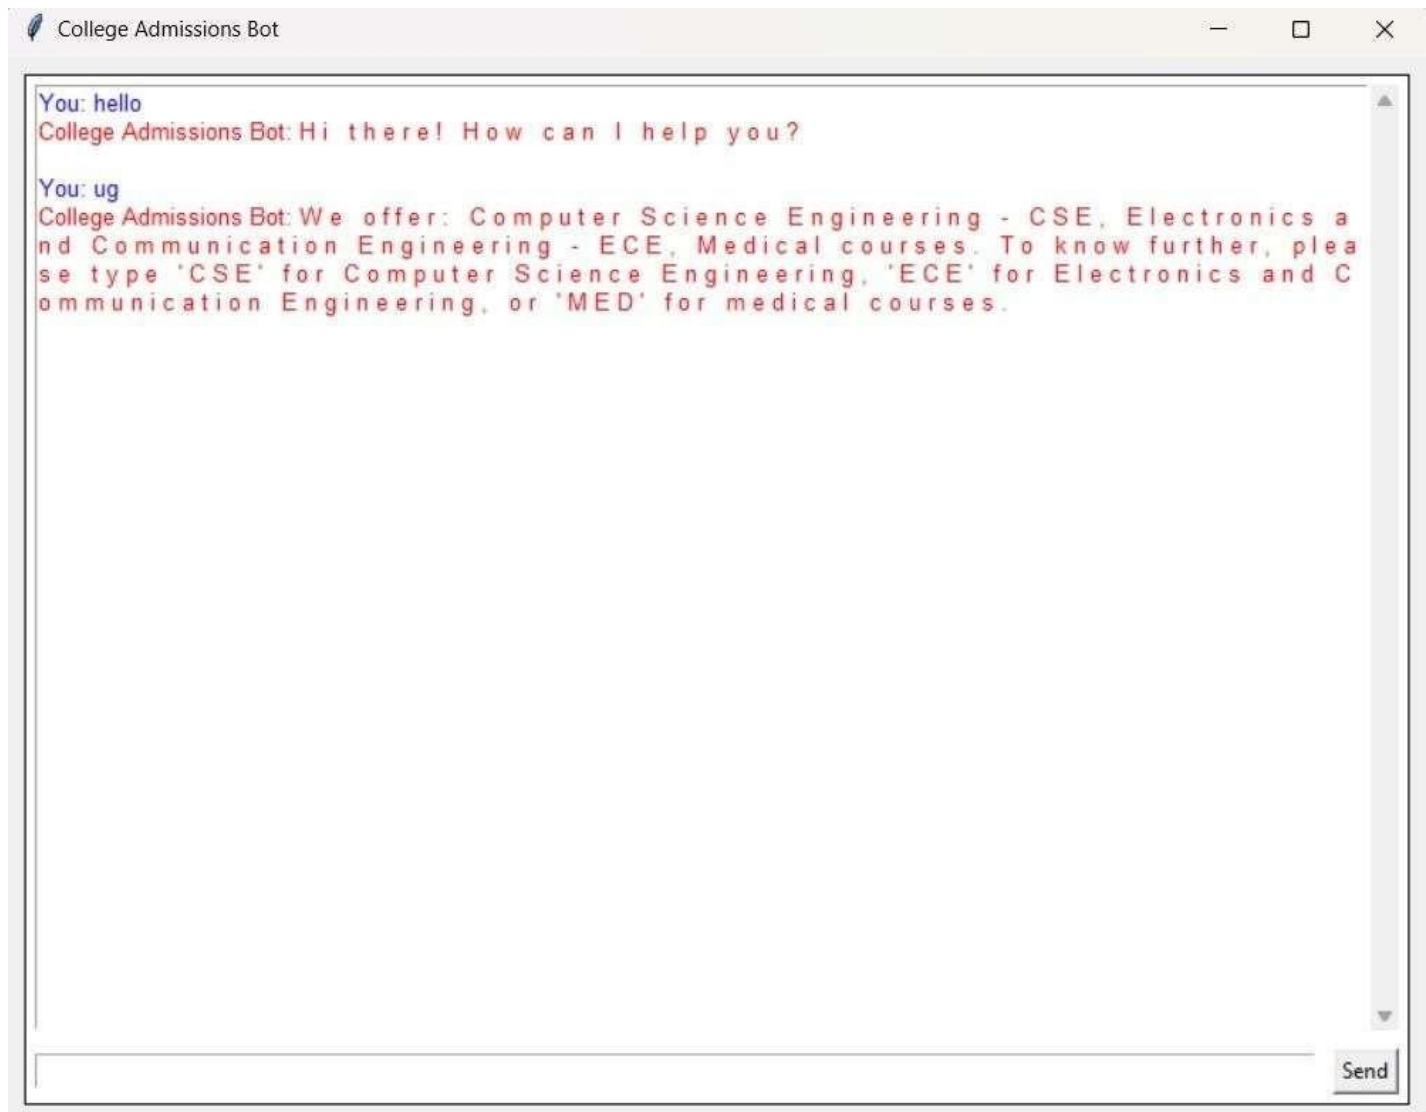 College Admissions Bot
You: hello
College Admissions Bot: Hi there! How can I help you?
You: ug
College Admissions Bot: We offer: Computer Science Engineering - CSE, Electronics a
nd Communication Engineering - ECE, Medical courses. To know further, plea
se type 'CSE' for Computer Science Engineering, 'ECE' for Electronics and C
ommunication Engineering, or 'MED' for medical courses.
Send